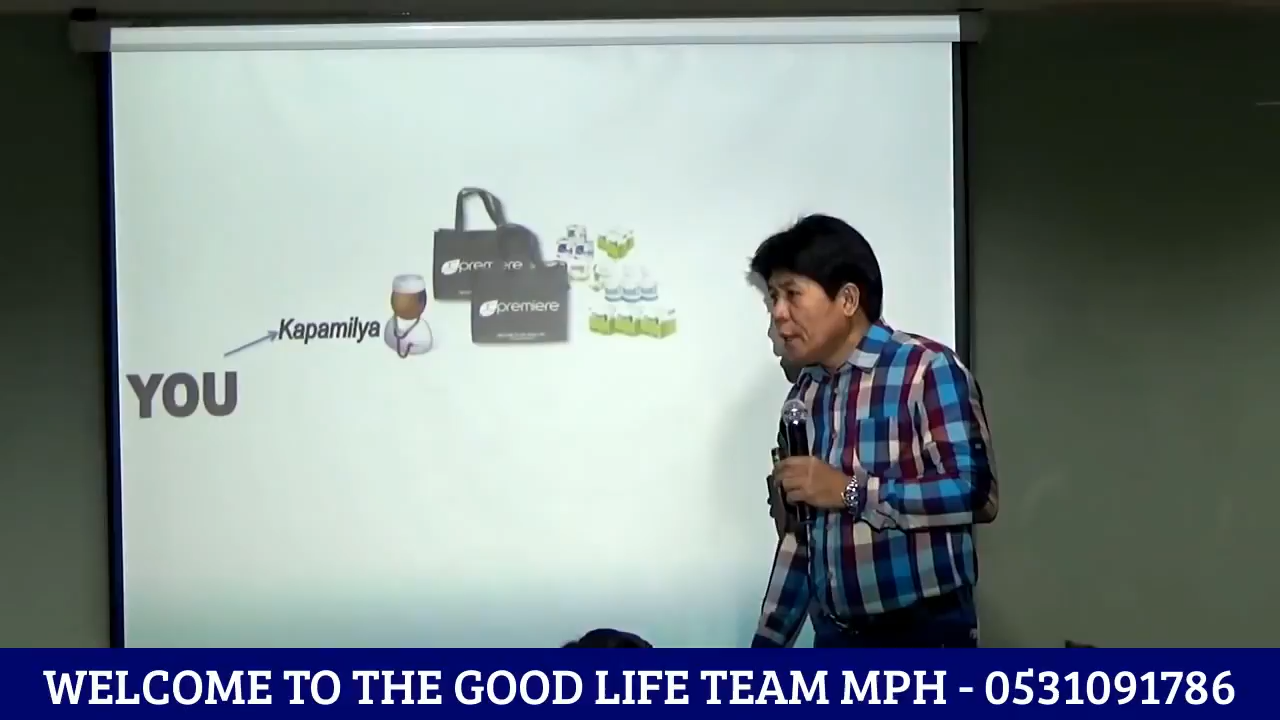 premiere
premiere
Kapamilya
YOU
WELCOME TO THE GOOD LIFE TEAM MPH - 0531091786